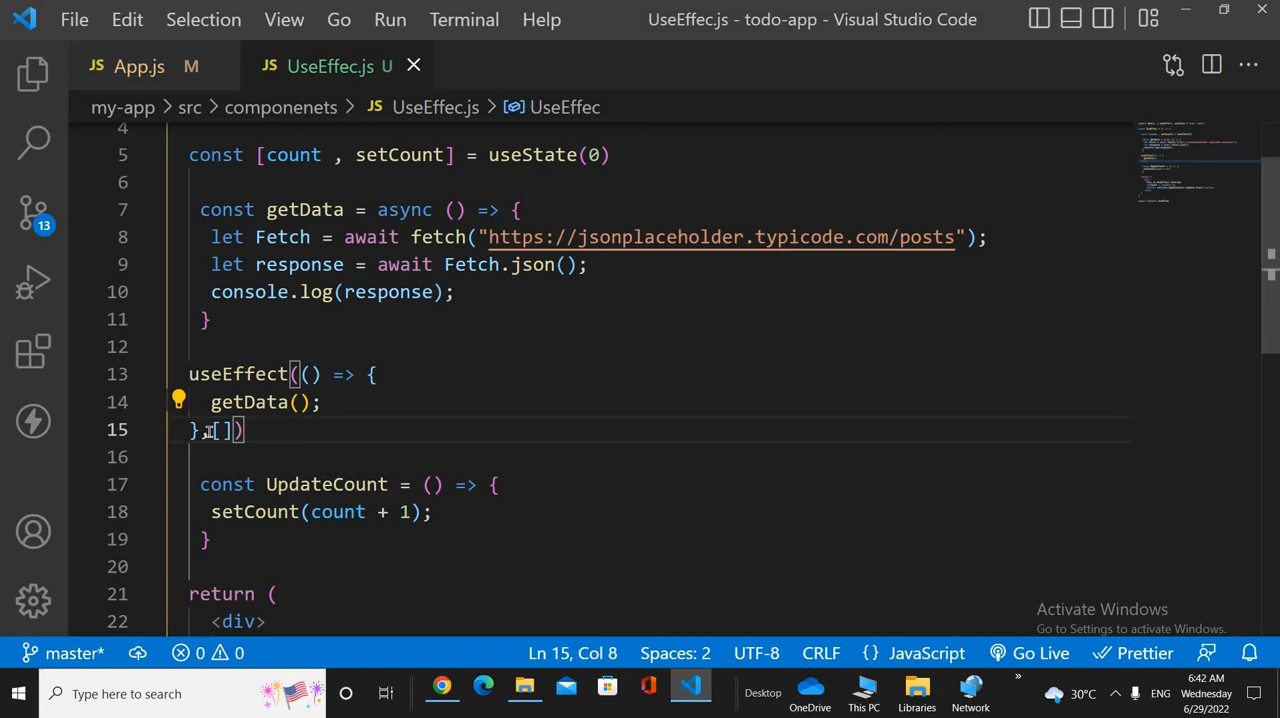 File Edit Selection View Go Run Terminal Help UseEffec.js - todo-app - Visual Studio Code
JS App.js M JS UseEffec.js U
my-app > src > componenets > JS UseEffec.js > UseEffec
4
5 const [count , setCount] = useState(0)
6
7 const getData = async () => {
8 let Fetch = await fetch("https://jsonplaceholder.typicode.com/posts");
9 let response = await Fetch.json();
10 console.log(response);
11 }
12
13 useEffect(() => {
14 getData();
15 },[])
16
17 const UpdateCount = () => {
18 setCount(count + 1);
19 }
20
21 return (
22 <div>
13
Activate Windows
Go to Settings to activate Windows.
master* 0 0 Ln 15, Col 8 Spaces: 2 UTF-8 CRLF {} JavaScript Go Live Prettier
Type here to search Desktop OneDrive This PC Libraries Network » 30°C ENG 6:42 AM
Wednesday
6/29/2022